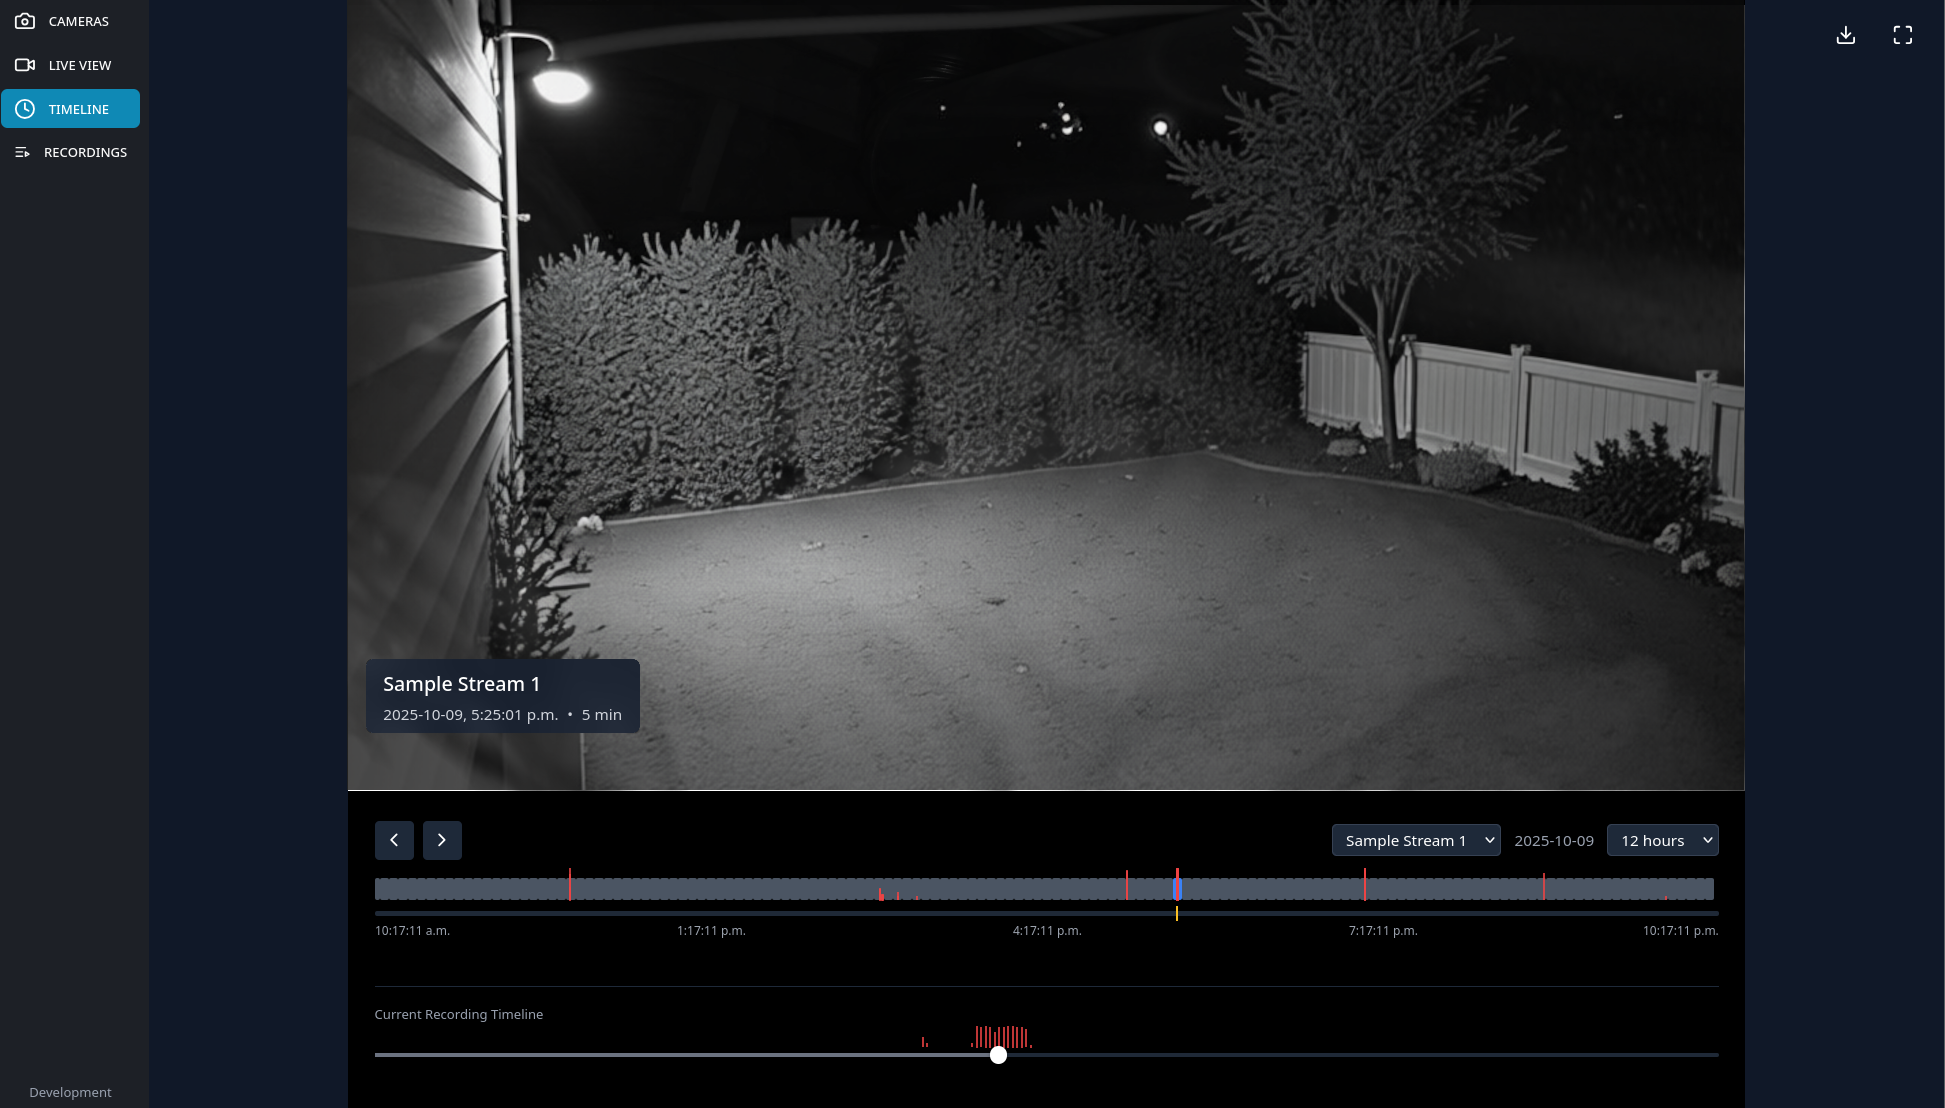 CAMERAS
LIVE VIEW
TIMELINE
RECORDINGS
Sample Stream 1
2025-10-09, 5:25:01 p.m. • 5 min
Sample Stream 1 2025-10-09 12 hours
10:17:11 a.m. 1:17:11 p.m. 4:17:11 p.m. 7:17:11 p.m. 10:17:11 p.m.
Current Recording Timeline
Development